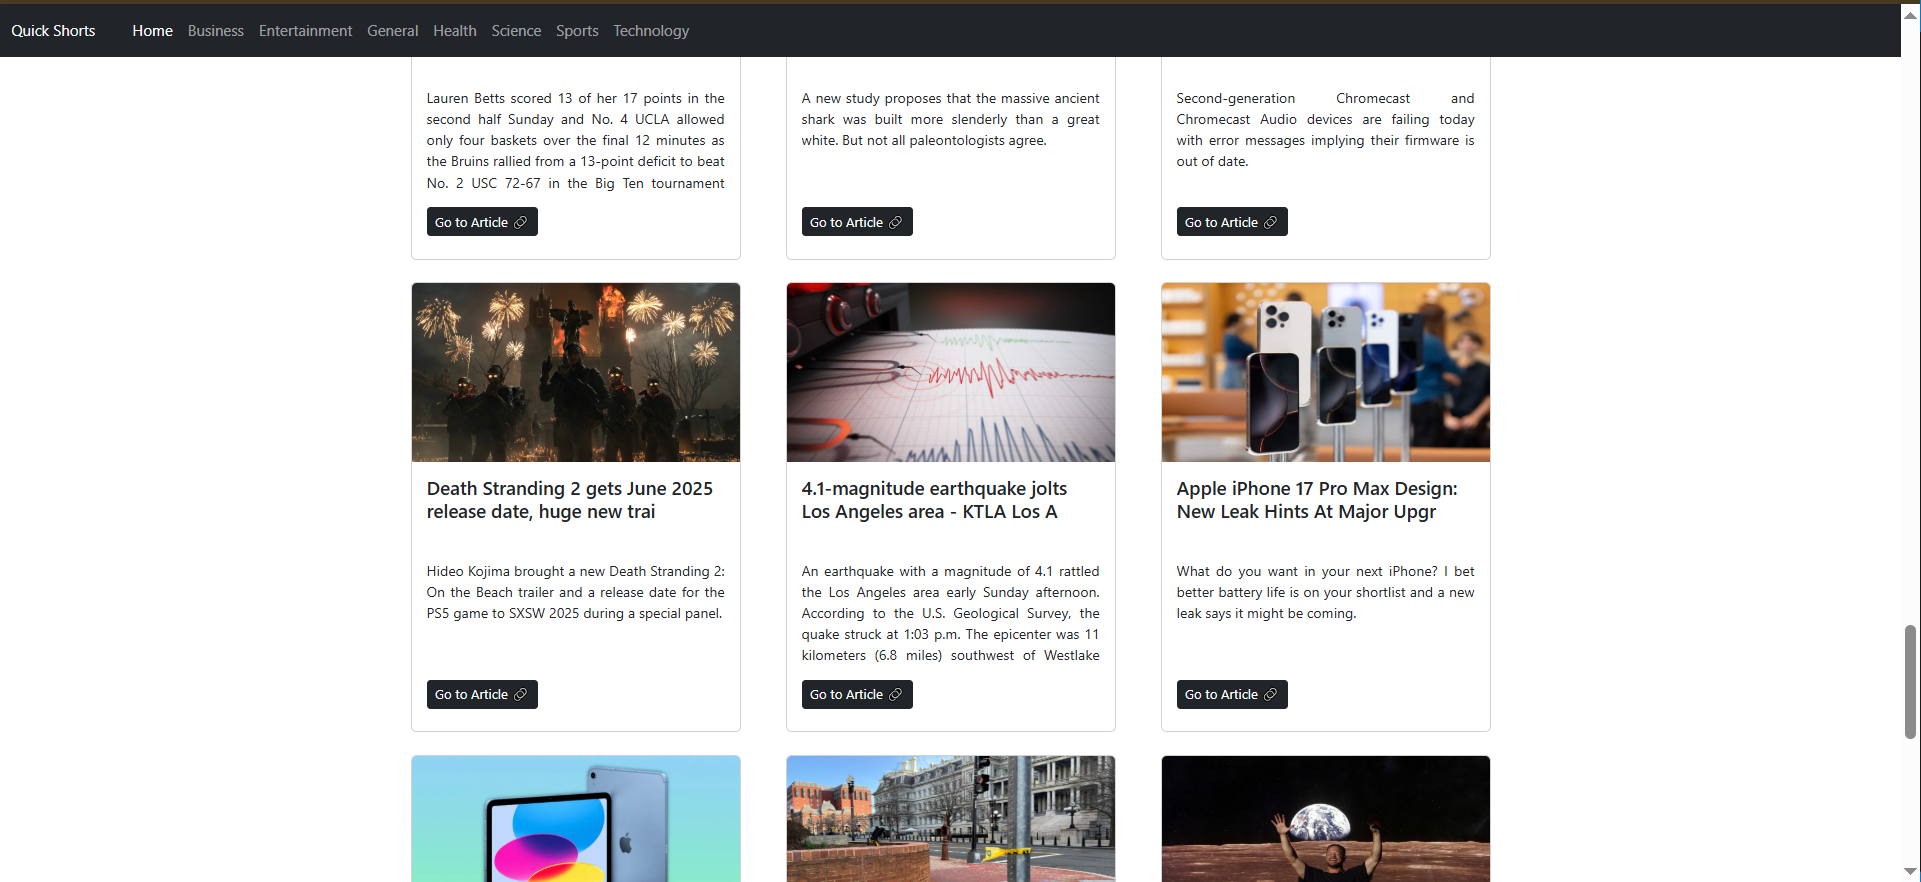 Quick Shorts Home Business Entertainment General Health Science Sports Technology
Lauren Betts scored 13 of her 17 points in the
second half Sunday and No. 4 UCLA allowed
only four baskets over the final 12 minutes as
the Bruins rallied from a 13-point deficit to beat
No. 2 USC 72-67 in the Big Ten tournament
Go to Article
A new study proposes that the massive ancient
shark was built more slenderly than a great
white. But not all paleontologists agree.
Go to Article
Second-generation Chromecast and
Chromecast Audio devices are failing today
with error messages implying their firmware is
out of date.
Go to Article
Death Stranding 2 gets June 2025
release date, huge new trai
Hideo Kojima brought a new Death Stranding 2:
On the Beach trailer and a release date for the
PS5 game to SXSW 2025 during a special panel.
Go to Article
4.1-magnitude earthquake jolts
Los Angeles area - KTLA Los A
An earthquake with a magnitude of 4.1 rattled
the Los Angeles area early Sunday afternoon.
According to the U.S. Geological Survey, the
quake struck at 1:03 p.m. The epicenter was 11
kilometers (6.8 miles) southwest of Westlake
Go to Article
Apple iPhone 17 Pro Max Design:
New Leak Hints At Major Upgr
What do you want in your next iPhone? I bet
better battery life is on your shortlist and a new
leak says it might be coming.
Go to Article